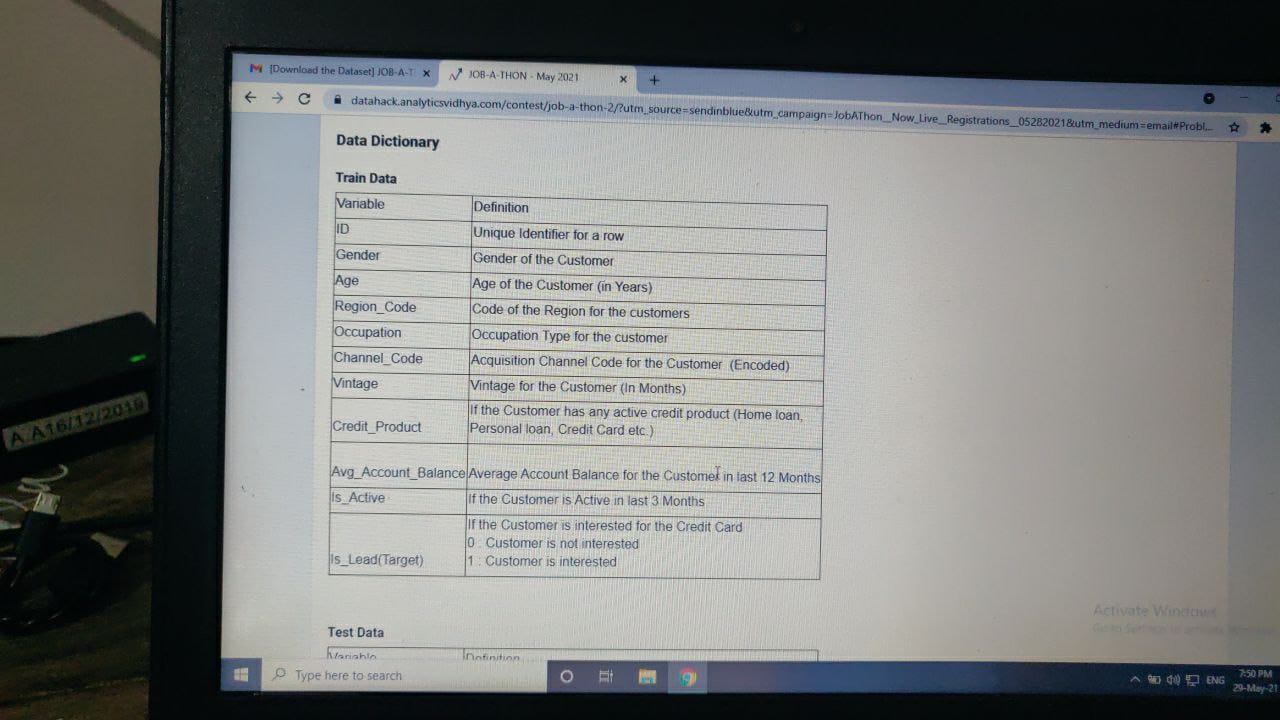 [Download the Dataset] JOB-A-T
JOB-A-THON - May 2021
datahack.analyticsvidhya.com/contest/job-a-thon-2/?utm_source=sendinblue&utm_campaign=JobAThon__Now_Live__Registrations__05282021&utm_medium=email#Probl...
Data Dictionary
Train Data
Variable Definition
ID Unique Identifier for a row
Gender Gender of the Customer
Age Age of the Customer (in Years)
Region_Code Code of the Region for the customers
Occupation Occupation Type for the customer
Channel_Code Acquisition Channel Code for the Customer (Encoded)
Vintage Vintage for the Customer (In Months)
If the Customer has any active credit product (Home loan,
Credit_Product Personal loan, Credit Card etc.)
Avg_Account_Balance Average Account Balance for the Customer in last 12 Months
Is_Active If the Customer is Active in last 3 Months
If the Customer is interested for the Credit Card
0 : Customer is not interested
Is_Lead(Target) 1 : Customer is interested
Test Data
Variable Definition
Activate Windows
Go to Settings to activate
Type here to search
ENG
7:50 PM
29-May-21
A.A16/12/2019